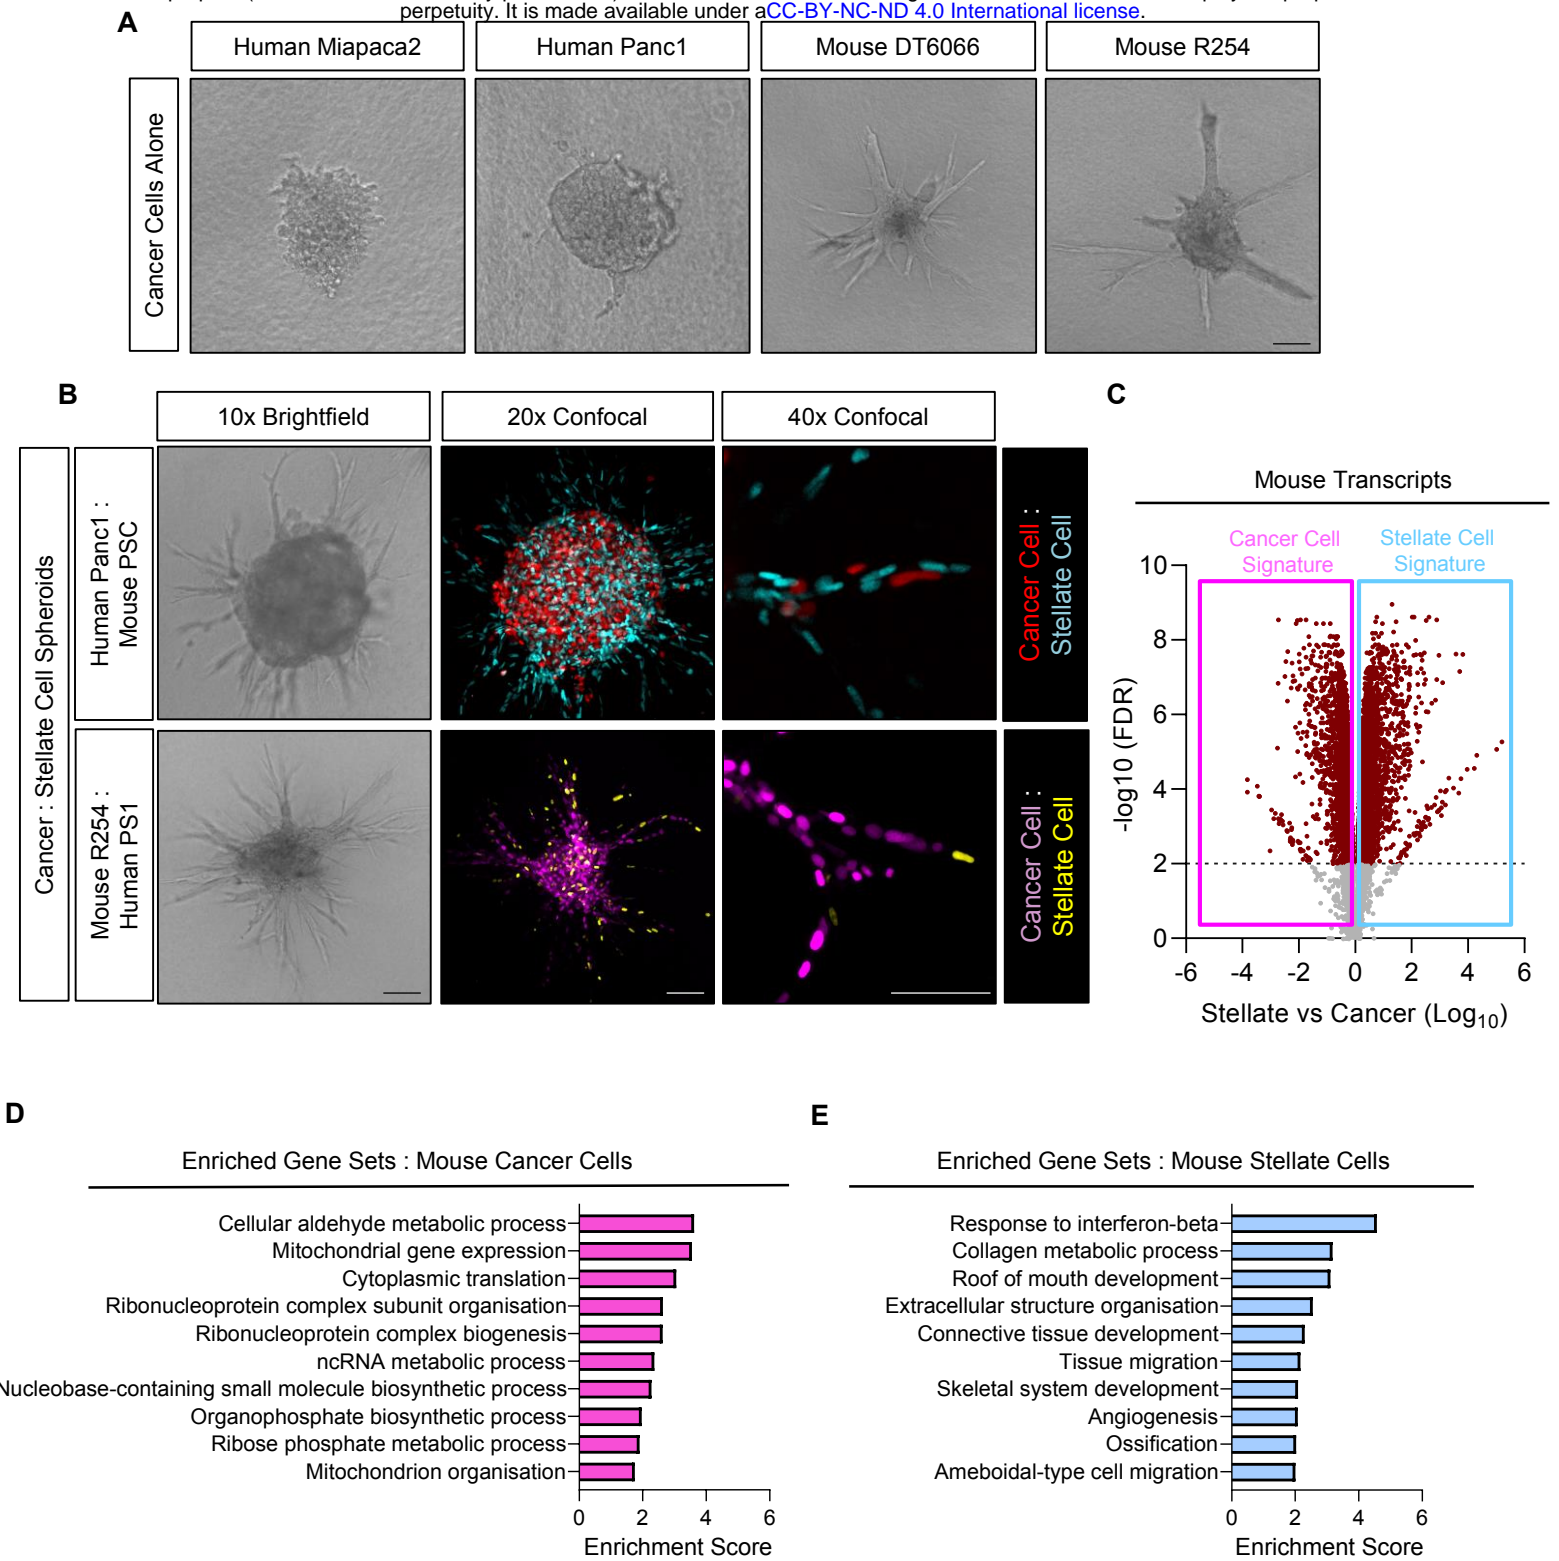 perpetuity. It is made available under aCC-BY-NC-ND 4.0 International license.
A
Human Miapaca2
Human Panc1
Mouse DT6066
Mouse R254
Cancer Cells Alone
B
10x Brightfield
20x Confocal
40x Confocal
Cancer : Stellate Cell Spheroids
Human Panc1 :
Mouse PSC
Cancer Cell :
Stellate Cell
Mouse R254 :
Human PS1
Cancer Cell :
Stellate Cell
C
Mouse Transcripts
Cancer Cell
Signature
Stellate Cell
Signature
-log10 (FDR)
10
8
6
4
2
0
-6 -4 -2 0 2 4 6
Stellate vs Cancer (Log10)
D
Enriched Gene Sets : Mouse Cancer Cells
Cellular aldehyde metabolic process
Mitochondrial gene expression
Cytoplasmic translation
Ribonucleoprotein complex subunit organisation
Ribonucleoprotein complex biogenesis
ncRNA metabolic process
Nucleobase-containing small molecule biosynthetic process
Organophosphate biosynthetic process
Ribose phosphate metabolic process
Mitochondrion organisation
0 2 4 6
Enrichment Score
E
Enriched Gene Sets : Mouse Stellate Cells
Response to interferon-beta
Collagen metabolic process
Roof of mouth development
Extracellular structure organisation
Connective tissue development
Tissue migration
Skeletal system development
Angiogenesis
Ossification
Ameboidal-type cell migration
0 2 4 6
Enrichment Score